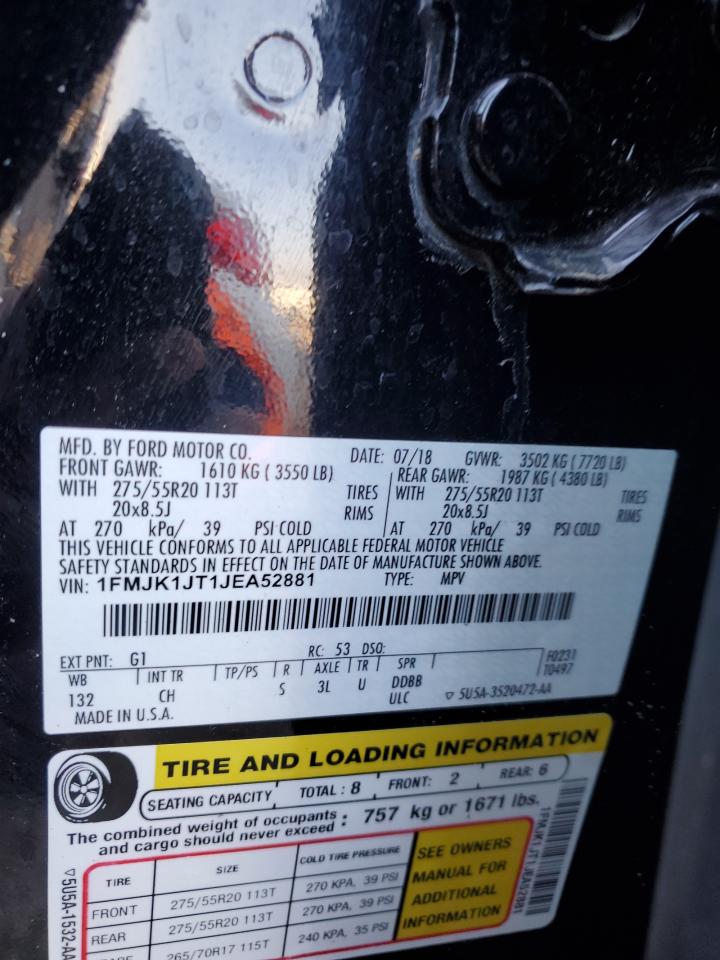 MFD. BY FORD MOTOR CO. DATE: 07/18 GVWR: 3502 KG ( 7720 LB)
FRONT GAWR: 1610 KG ( 3550 LB) REAR GAWR: 1987 KG ( 4380 LB)
WITH 275/55R20 113T TIRES WITH 275/55R20 113T TIRES
20x8.5J RIMS 20x8.5J RIMS
AT 270 kPa/ 39 PSI COLD AT 270 kPa/ 39 PSI COLD
THIS VEHICLE CONFORMS TO ALL APPLICABLE FEDERAL MOTOR VEHICLE
SAFETY STANDARDS IN EFFECT ON THE DATE OF MANUFACTURE SHOWN ABOVE.
VIN: 1FMJK1JT1JEA52881 TYPE: MPV
EXT PNT: G1 RC: 53 DSO: F0231
WB INT TR TP/PS R AXLE TR SPR T0497
132 CH S 3L U DDBB
ULC ▽ 5U5A-3520472-AA
MADE IN U.S.A.
TIRE AND LOADING INFORMATION
SEATING CAPACITY TOTAL : 8 FRONT: 2 REAR: 6
The combined weight of occupants and cargo should never exceed : 757 kg or 1671 lbs.
TIRE SIZE COLD TIRE PRESSURE
FRONT 275/55R20 113T 270 KPA, 39 PSI
REAR 275/55R20 113T 270 KPA, 39 PSI
265/70R17 115T 240 KPA, 35 PSI
SEE OWNERS
MANUAL FOR
ADDITIONAL
INFORMATION
▽5U5A-1532-AA
1FMJK1JT1JEA52881